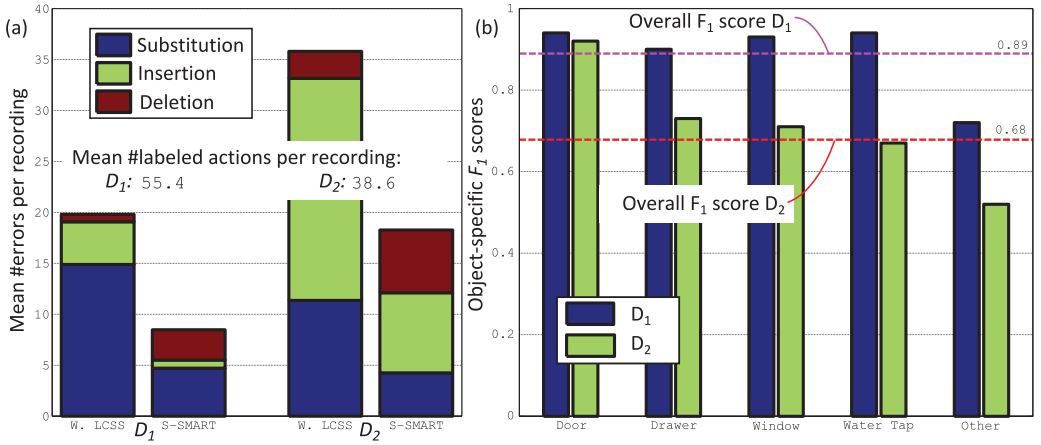 (a)
Mean #errors per recording
40
35
30
25
20
15
10
5
0
Substitution
Insertion
Deletion
Mean #labeled actions per recording:
D1: 55.4
D2: 38.6
W. LCSS
S-SMART
W. LCSS
S-SMART
D1
D2
(b)
Object-specific F1 scores
1
0.8
0.6
0.4
0.2
0
Overall F1 score D1
0.89
0.68
Overall F1 score D2
D1
D2
Door
Drawer
Window
Water Tap
Other